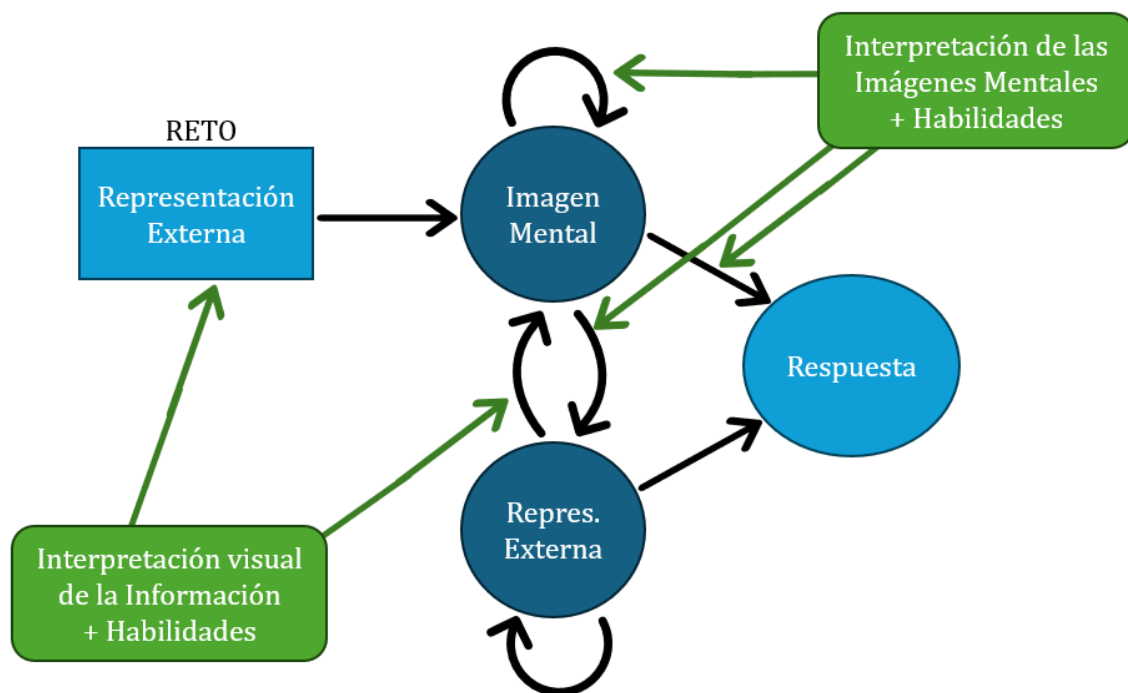 RETO
Representación
Externa
Imagen
Mental
Interpretación de las
Imágenes Mentales
+ Habilidades
Respuesta
Repres.
Externa
Interpretación visual
de la Información
+ Habilidades